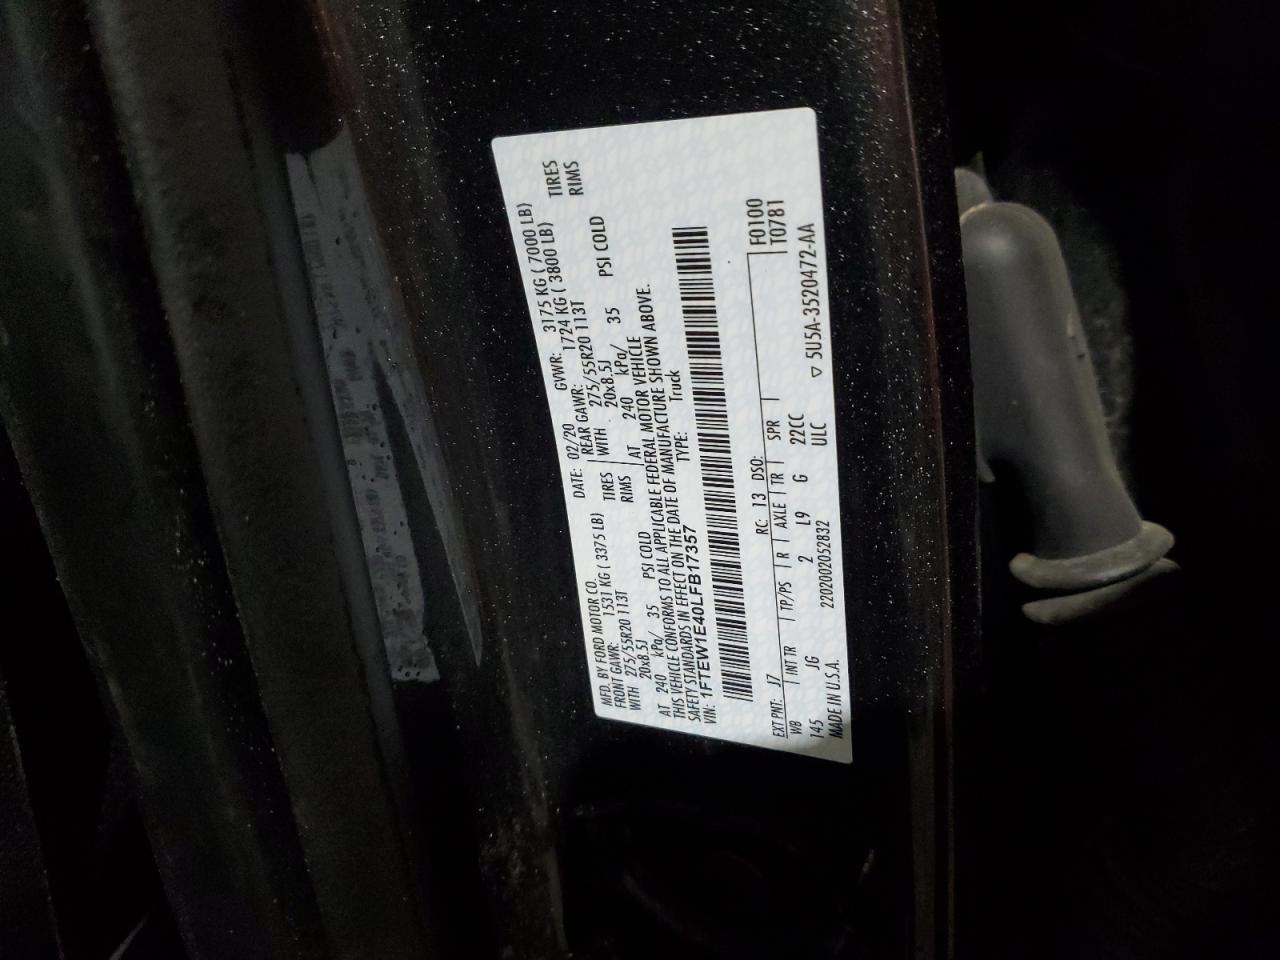 MFD. BY FORD MOTOR CO. DATE: 02/20 GVWR: 3175 KG ( 7000 LB)
FRONT GAWR: 1531 KG ( 3375 LB) REAR GAWR: 1724 KG ( 3800 LB)
WITH 275/55R20 113T TIRES WITH 275/55R20 113T TIRES
20x8.5J RIMS 20x8.5J RIMS
AT 240 kPa/ 35 PSI COLD AT 240 kPa/ 35 PSI COLD
THIS VEHICLE CONFORMS TO ALL APPLICABLE FEDERAL MOTOR VEHICLE
SAFETY STANDARDS IN EFFECT ON THE DATE OF MANUFACTURE SHOWN ABOVE.
VIN: 1FTEW1E40LFB17357 TYPE: Truck
F0100
EXT PNT: J7 RC: 13 DSO: T0781
WB INT TR TP/PS R AXLE TR SPR
145 JG 2 L9 G 22CC ▽ 5U5A-3520472-AA
MADE IN U.S.A. 2202002052832 ULC